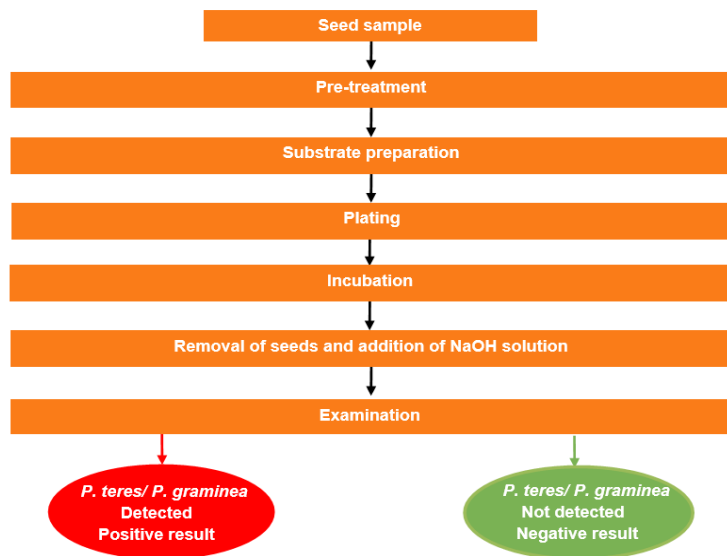 Seed sample
Pre-treatment
Substrate preparation
Plating
Incubation
Removal of seeds and addition of NaOH solution
Examination
P. teres/ P. graminea
Detected
Positive result
P. teres/ P. graminea
Not detected
Negative result